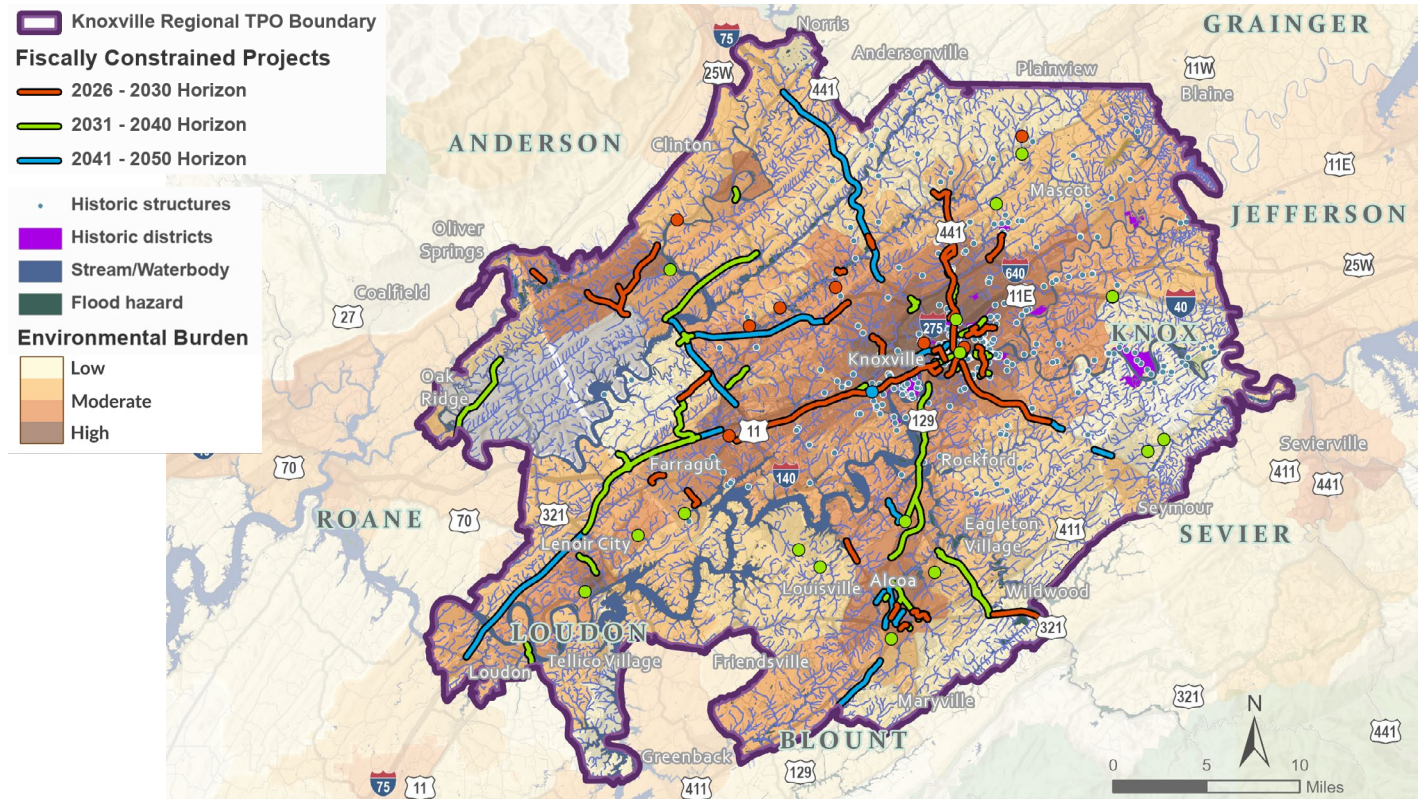 Knoxville Regional TPO Boundary
Fiscally Constrained Projects
2026 - 2030 Horizon
2031 - 2040 Horizon
2041 - 2050 Horizon
Historic structures
Historic districts
Stream/Waterbody
Flood hazard
Environmental Burden
Low
Moderate
High
Norris
GRAINGER
75
Andersonville
25W
441
Plainview
11W
Blaine
ANDERSON
Clinton
11E
Mascot
JEFFERSON
Oliver
Springs
441
640
25W
Coalfield
27
11E
40
275
KNOX
Knoxville
Oak
Ridge
129
11
Sevierville
70
Farragut
140
Rockford
411
441
ROANE
70
321
Seymour
Eagleton
Village
411
SEVIER
Lenoir City
Louisville
Alcoa
Wildwood
321
LOUDON
Loudon
Tellico Village
Friendsville
Maryville
321
N
441
BLOUNT
Greenback
129
75
11
411
0
5
10
Miles